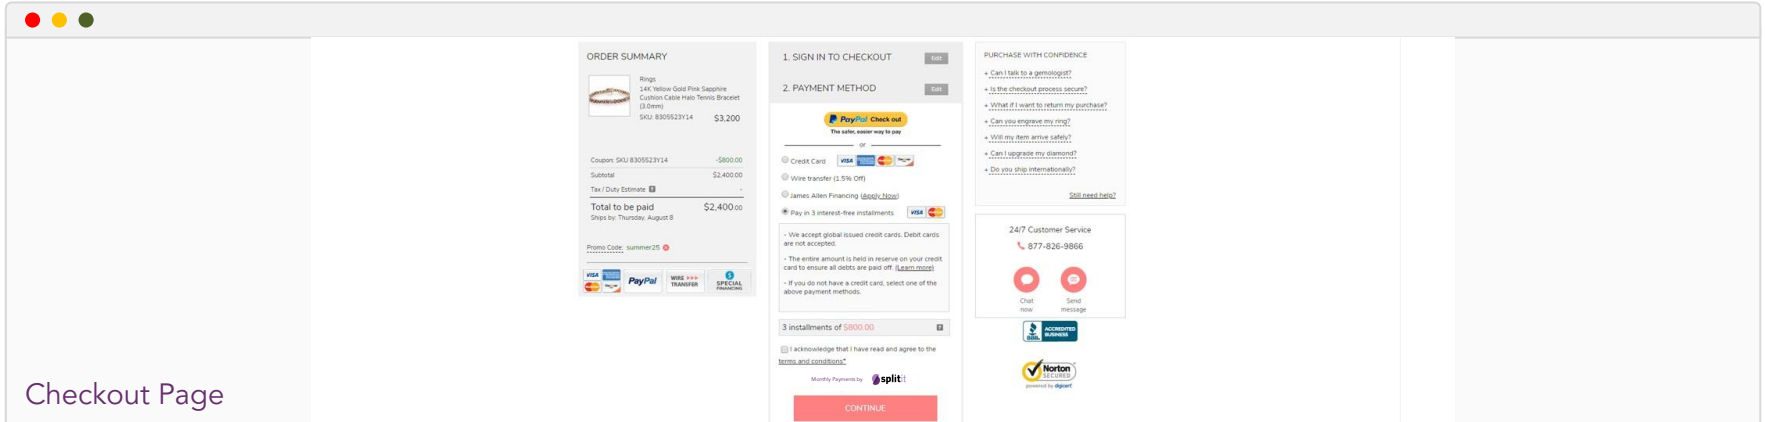 ORDER SUMMARY
Rings
14K Yellow Gold Pink Sapphire
Cushion Cable Halo Tennis Bracelet
(3.0mm)
SKU: 8305523Y14 $3,200
Coupon: SKU 8305523Y14 -$800.00
Subtotal $2,400.00
Tax / Duty Estimate ? -
Total to be paid $2,400.00
Ships by: Thursday, August 8
Promo Code: summer25
VISA
PayPal
WIRE >>>
TRANSFER
$
SPECIAL
FINANCING
1. SIGN IN TO CHECKOUT Edit
2. PAYMENT METHOD Edit
PayPal Check out
The safer, easier way to pay
or
Credit Card VISA
Wire transfer (1.5% Off)
James Allen Financing (Apply Now)
Pay in 3 interest-free installments VISA
- We accept global issued credit cards. Debit cards
are not accepted.
- The entire amount is held in reserve on your credit
card to ensure all debts are paid off. (Learn more)
- If you do not have a credit card, select one of the
above payment methods.
3 installments of $800.00 ?
I acknowledge that I have read and agree to the
terms and conditions*
Monthly Payments by splitit
CONTINUE
PURCHASE WITH CONFIDENCE
+ Can I talk to a gemologist?
+ Is the checkout process secure?
+ What if I want to return my purchase?
+ Can you engrave my ring?
+ Will my item arrive safely?
+ Can I upgrade my diamond?
+ Do you ship internationally?
Still need help?
24/7 Customer Service
877-826-9866
Chat
now
Send
message
BBB
ACCREDITED
BUSINESS
Norton
SECURED
powered by digicert
Checkout Page